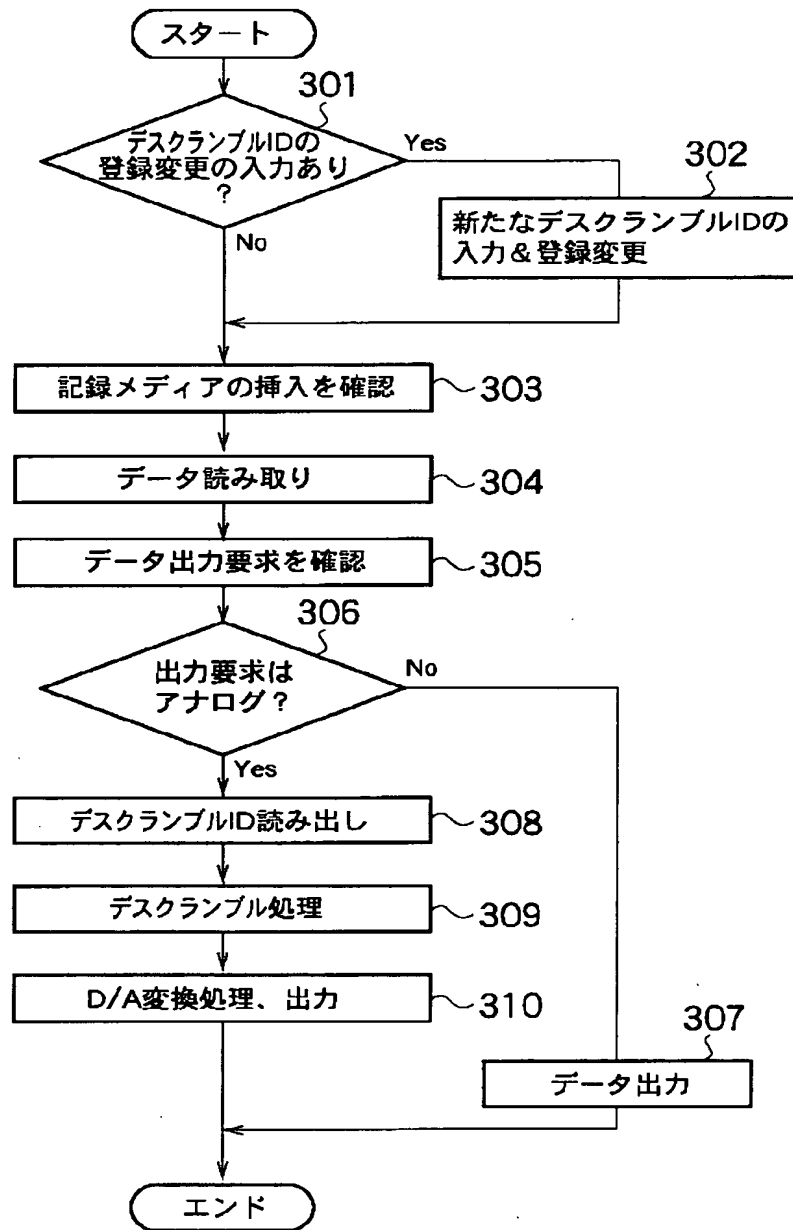 スタート
301
デスクランブルIDの
登録変更の入力あり
?
Yes
No
302
新たなデスクランブルIDの
入力&登録変更
記録メディアの挿入を確認
303
データ読み取り
304
データ出力要求を確認
305
306
出力要求は
アナログ?
No
Yes
デスクランブルID読み出し
308
デスクランブル処理
309
D/A変換処理、出力
310
307
データ出力
エンド